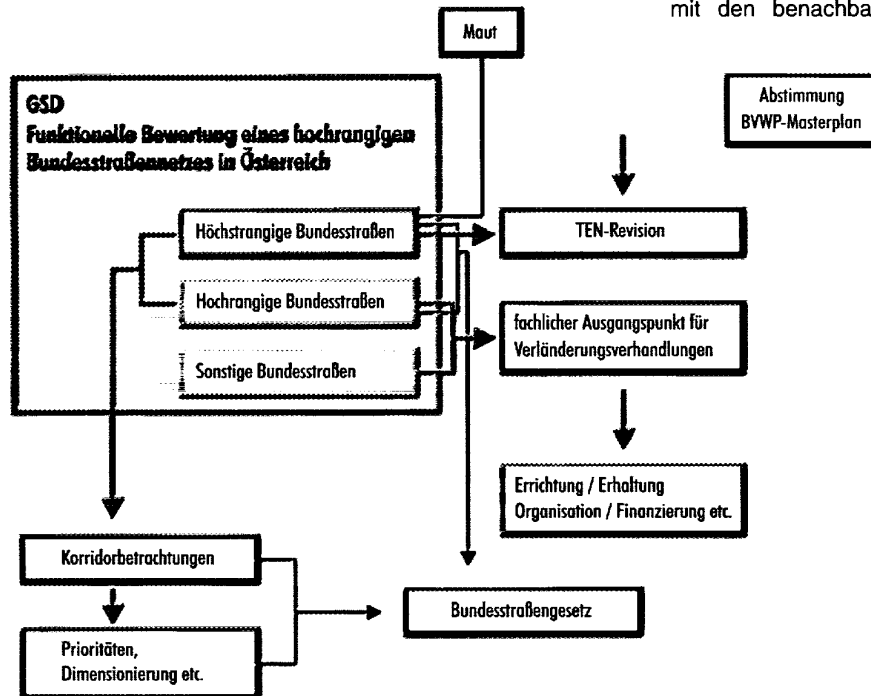 mit den benachba
Maut
Abstimmung
BVWP-Masterplan
GSD
Funktionelle Bewertung eines hochrangigen
Bundesstraßennetzes in Österreich
Höchstrangige Bundesstraßen
TEN-Revision
Hochrangige Bundesstraßen
fachlicher Ausgangspunkt für
Verländerungsverhandlungen
Sonstige Bundesstraßen
Errichtung / Erhaltung
Organisation / Finanzierung etc.
Korridorbetrachtungen
Bundesstraßengesetz
Prioritäten,
Dimensionierung etc.